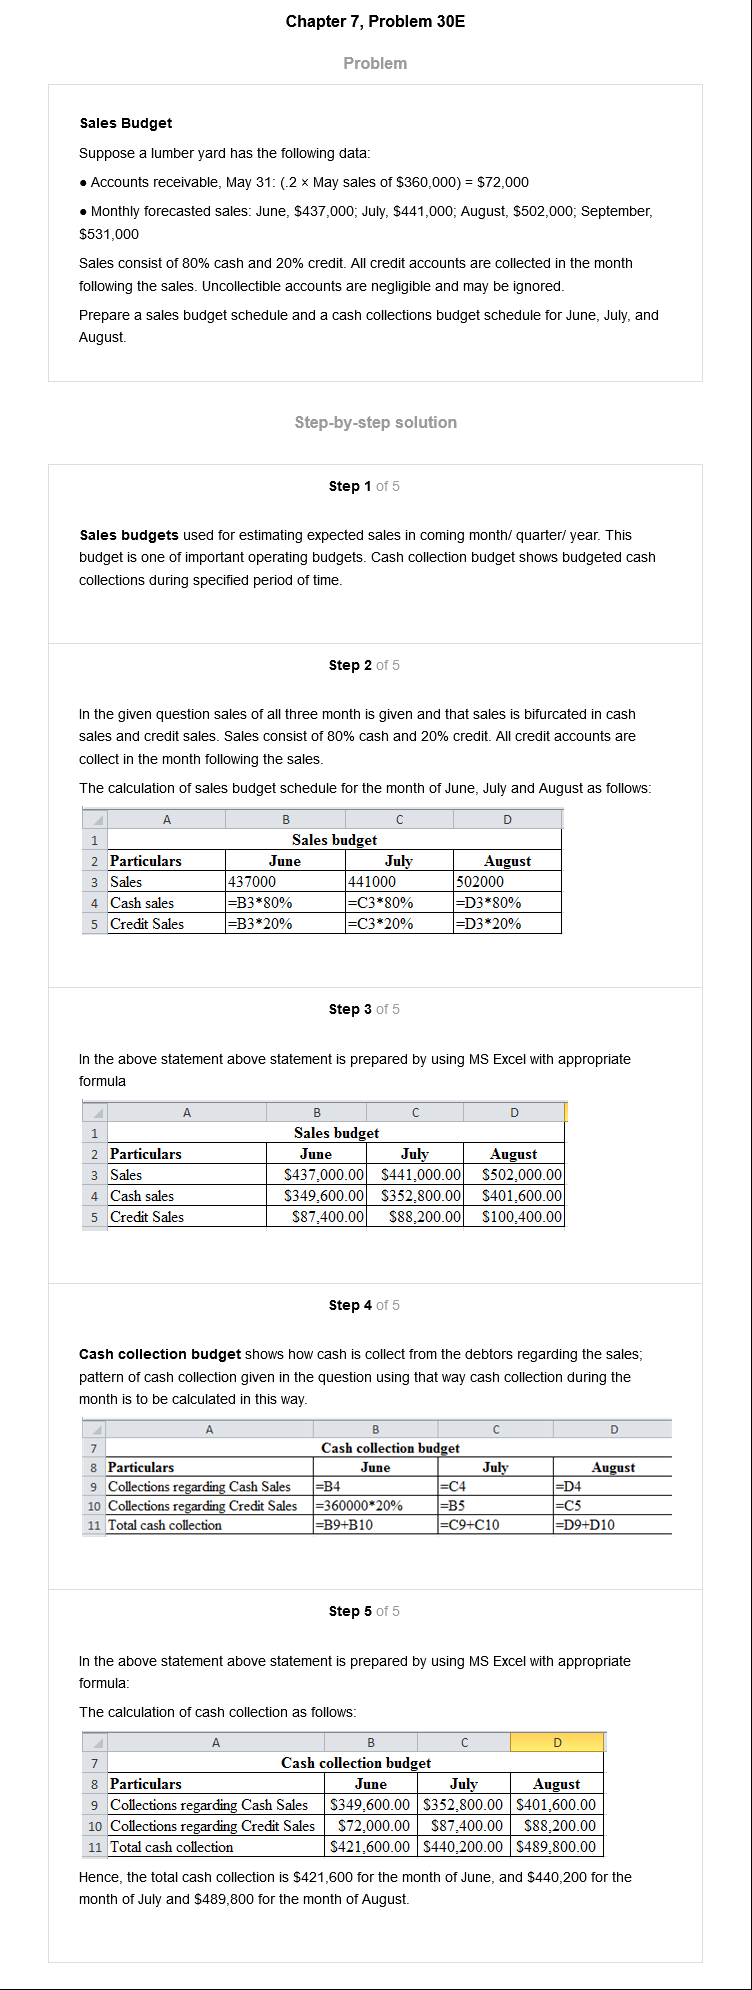 Chapter 7, Problem 30E
Problem
Sales Budget
Suppose a lumber yard has the following data:
● Accounts receivable, May 31: (.2 × May sales of $360,000) = $72,000
● Monthly forecasted sales: June, $437,000; July, $441,000; August, $502,000; September,
$531,000
Sales consist of 80% cash and 20% credit. All credit accounts are collected in the month
following the sales. Uncollectible accounts are negligible and may be ignored.
Prepare a sales budget schedule and a cash collections budget schedule for June, July, and
August.
Step-by-step solution
Step 1 of 5
Sales budgets used for estimating expected sales in coming month/ quarter/ year. This
budget is one of important operating budgets. Cash collection budget shows budgeted cash
collections during specified period of time.
Step 2 of 5
In the given question sales of all three month is given and that sales is bifurcated in cash
sales and credit sales. Sales consist of 80% cash and 20% credit. All credit accounts are
collect in the month following the sales.
The calculation of sales budget schedule for the month of June, July and August as follows:
A B C D
1 Sales budget
2 Particulars June July August
3 Sales 437000 441000 502000
4 Cash sales =B3*80% =C3*80% =D3*80%
5 Credit Sales =B3*20% =C3*20% =D3*20%
Step 3 of 5
In the above statement above statement is prepared by using MS Excel with appropriate
formula
A B C D
1 Sales budget
2 Particulars June July August
3 Sales $437,000.00 $441,000.00 $502,000.00
4 Cash sales $349,600.00 $352,800.00 $401,600.00
5 Credit Sales $87,400.00 $88,200.00 $100,400.00
Step 4 of 5
Cash collection budget shows how cash is collect from the debtors regarding the sales;
pattern of cash collection given in the question using that way cash collection during the
month is to be calculated in this way.
A B C D
7 Cash collection budget
8 Particulars June July August
9 Collections regarding Cash Sales =B4 =C4 =D4
10 Collections regarding Credit Sales =360000*20% =B5 =C5
11 Total cash collection =B9+B10 =C9+C10 =D9+D10
Step 5 of 5
In the above statement above statement is prepared by using MS Excel with appropriate
formula:
The calculation of cash collection as follows:
A B C D
7 Cash collection budget
8 Particulars June July August
9 Collections regarding Cash Sales $349,600.00 $352,800.00 $401,600.00
10 Collections regarding Credit Sales $72,000.00 $87,400.00 $88,200.00
11 Total cash collection $421,600.00 $440,200.00 $489,800.00
Hence, the total cash collection is $421,600 for the month of June, and $440,200 for the
month of July and $489,800 for the month of August.